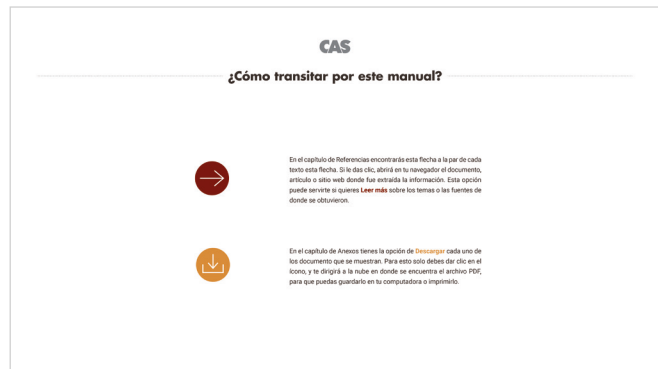 CAS
¿Cómo transitar por este manual?
En el capítulo de Referencias encontrarás esta flecha a la par de cada
texto esta flecha. Si le das clic, abrirá en tu navegador el documento,
artículo o sitio web donde fue extraída la información. Esta opción
puede servirte si quieres Leer más sobre los temas o las fuentes de
donde se obtuvieron.
En el capítulo de Anexos tienes la opción de Descargar cada uno de
los documento que se muestran. Para esto solo debes dar clic en el
ícono, y te dirigirá a la nube en donde se encuentra el archivo PDF,
para que puedas guardarlo en tu computadora o imprimirlo.